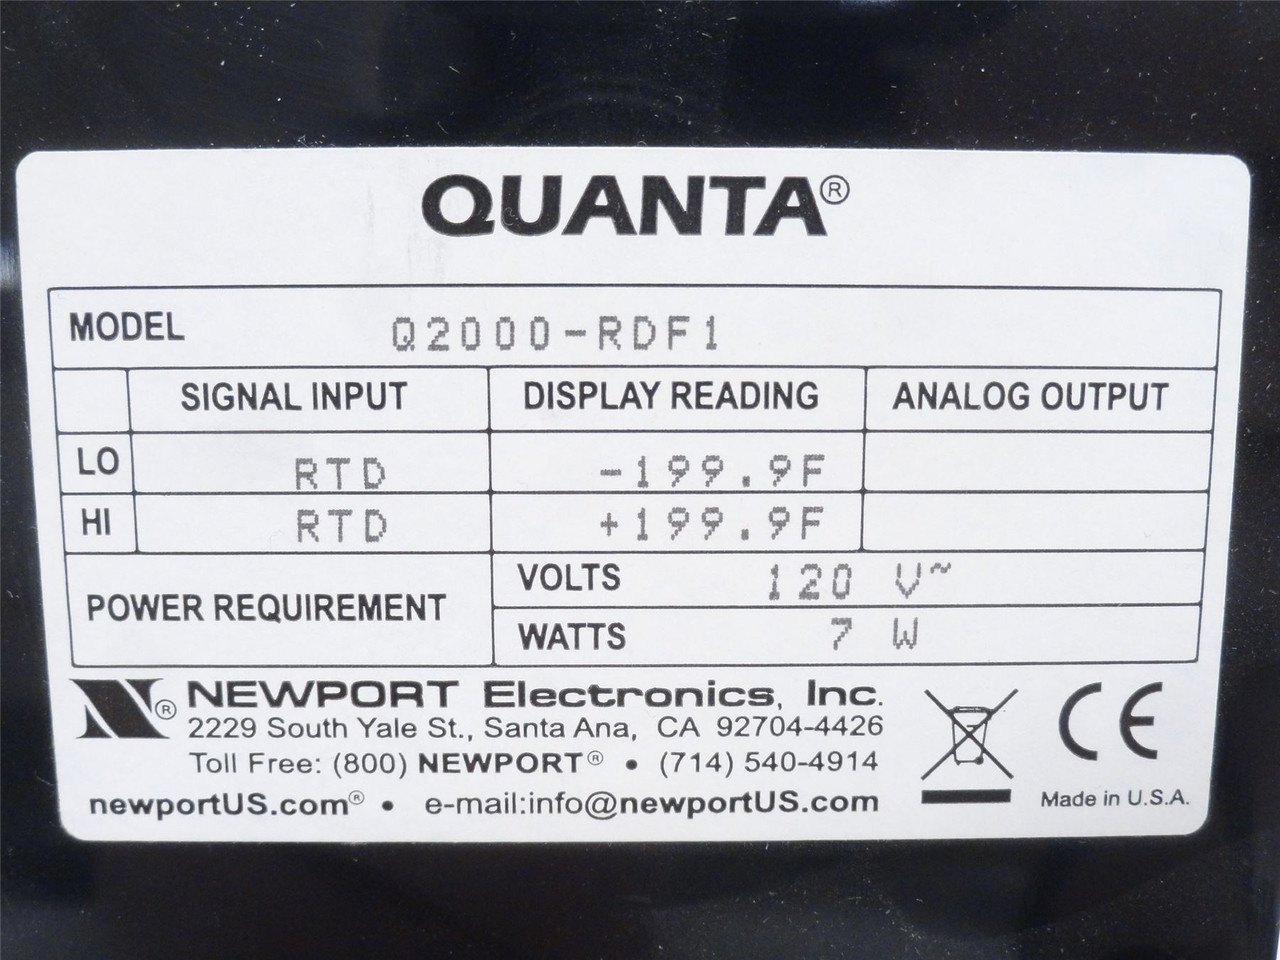 QUANTA®
MODEL Q2000-RDF1
SIGNAL INPUT DISPLAY READING ANALOG OUTPUT
LO RTD -199.9F
HI RTD +199.9F
POWER REQUIREMENT
VOLTS 120 V~
WATTS 7 W
N® NEWPORT Electronics, Inc.
2229 South Yale St., Santa Ana, CA 92704-4426
Toll Free: (800) NEWPORT® • (714) 540-4914
newportUS.com® • e-mail:info@newportUS.com
CE
Made in U.S.A.